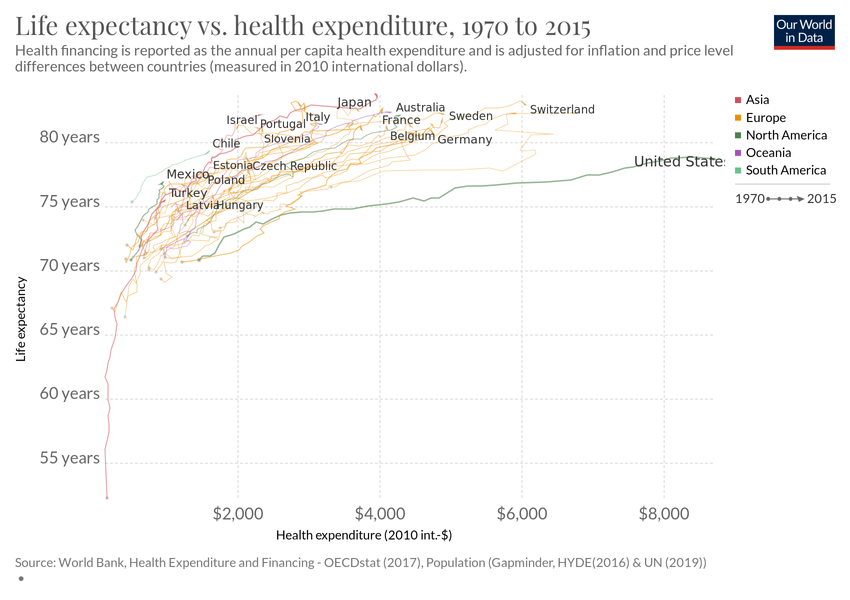 Life expectancy vs. health expenditure, 1970 to 2015
Our World
in Data
Health financing is reported as the annual per capita health expenditure and is adjusted for inflation and price level
differences between countries (measured in 2010 international dollars).
Asia
Europe
North America
Oceania
South America
1970
2015
Japan
Australia
Switzerland
Israel
Portugal
Italy
France
Sweden
Slovenia
Belgium
Germany
Chile
Estonia
Czech Republic
United States
Mexico
Poland
Turkey
Latvia
Hungary
80 years
75 years
70 years
65 years
60 years
55 years
Life expectancy
$2,000
$4,000
$6,000
$8,000
Health expenditure (2010 int.-$)
Source: World Bank, Health Expenditure and Financing - OECDstat (2017), Population (Gapminder, HYDE(2016) & UN (2019))